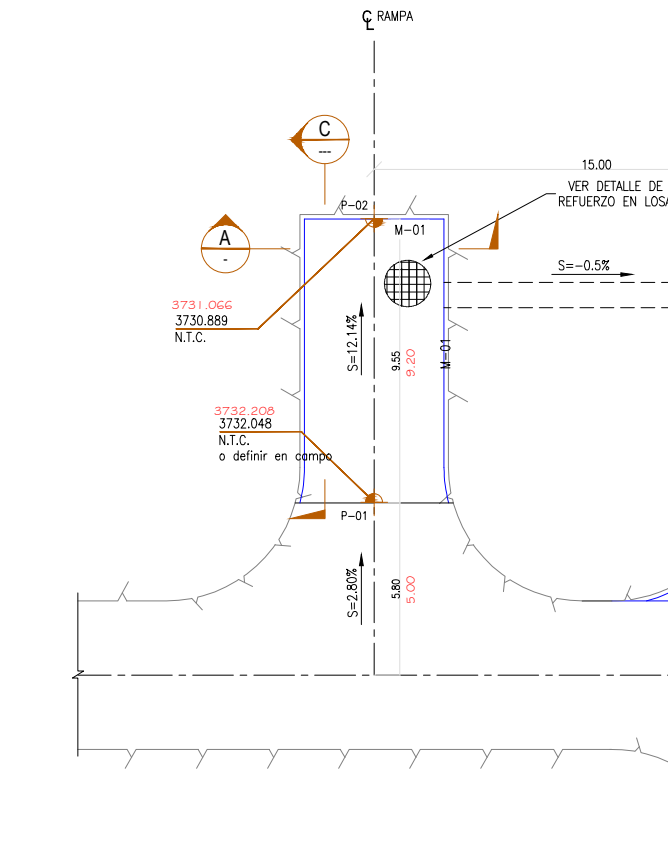 ℄ RAMPA
C
---
15.00
VER DETALLE DE
REFUERZO EN LOSA
P-02
M-01
A
-
S=-0.5%
3731.066
3730.889
N.T.C.
S=12.14%
9.55
9.20
M-01
3732.208
3732.048
N.T.C.
o definir en campo
P-01
S=2.80%
5.80
5.00